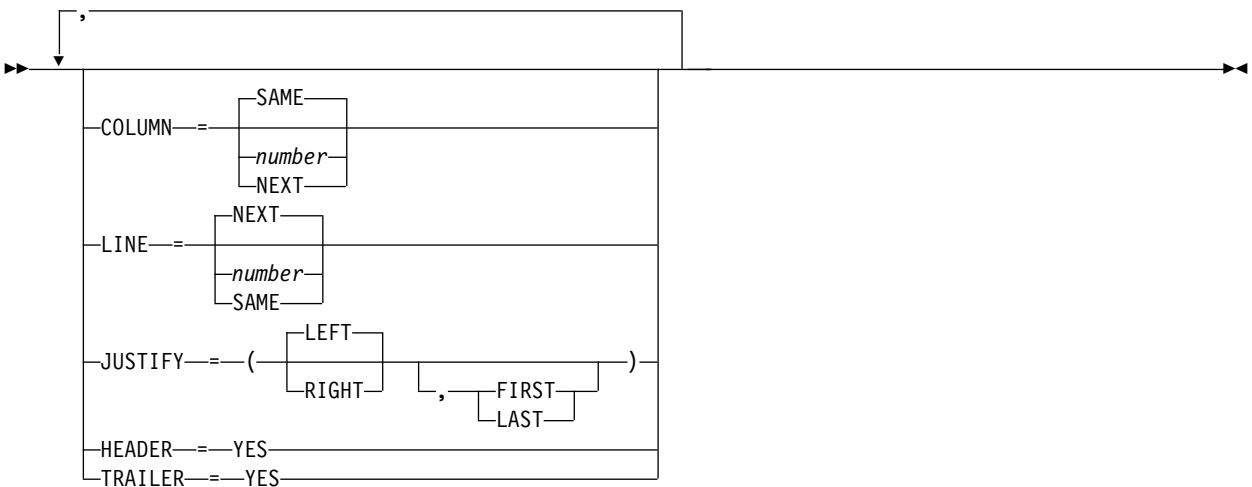 ,
SAME
COLUMN =
number
NEXT
NEXT
LINE =
number
SAME
LEFT
JUSTIFY = ( )
RIGHT , FIRST
LAST
HEADER = YES
TRAILER = YES